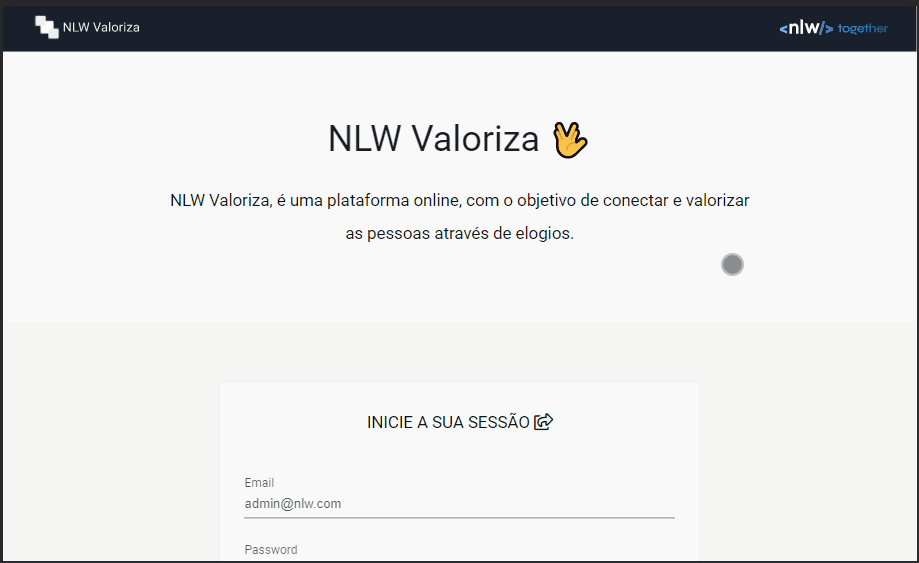 NLW Valoriza
<nlw/> together
NLW Valoriza 🖖
NLW Valoriza, é uma plataforma online, com o objetivo de conectar e valorizar
as pessoas através de elogios.
INICIE A SUA SESSÃO
Email
admin@nlw.com
Password